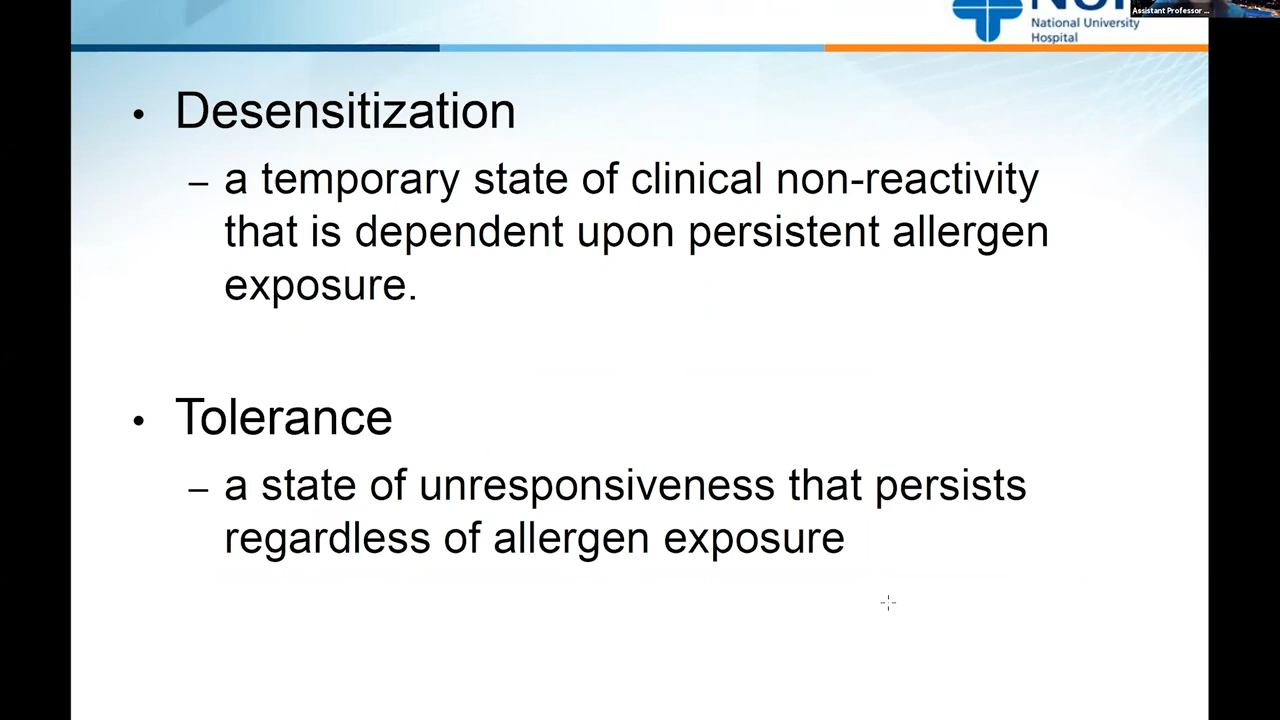 Assistant Professor ...
National University
Hospital
• Desensitization
– a temporary state of clinical non-reactivity
that is dependent upon persistent allergen
exposure.
• Tolerance
– a state of unresponsiveness that persists
regardless of allergen exposure